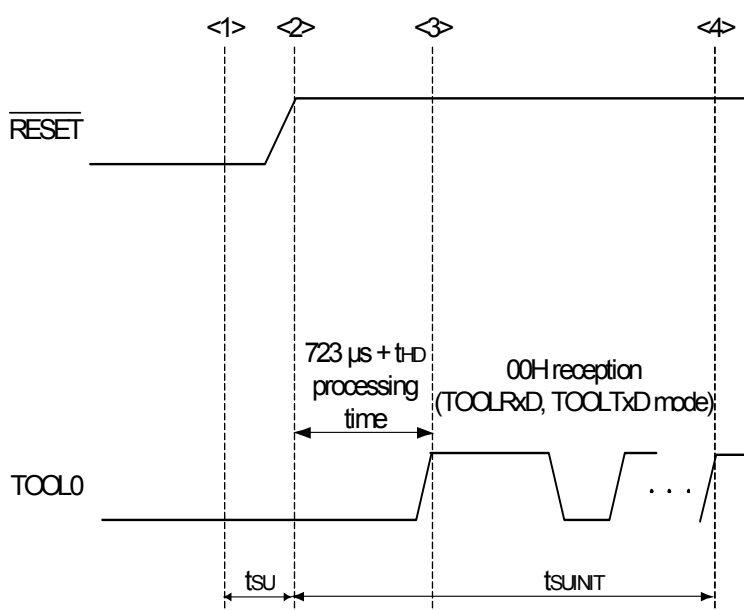 <1> <2> <3> <4>
RESET
723 µs + tHD
processing
time
00H reception
(TOOLRxD, TOOLTxD mode)
TOOL0
. . .
tSU
tSUINIT